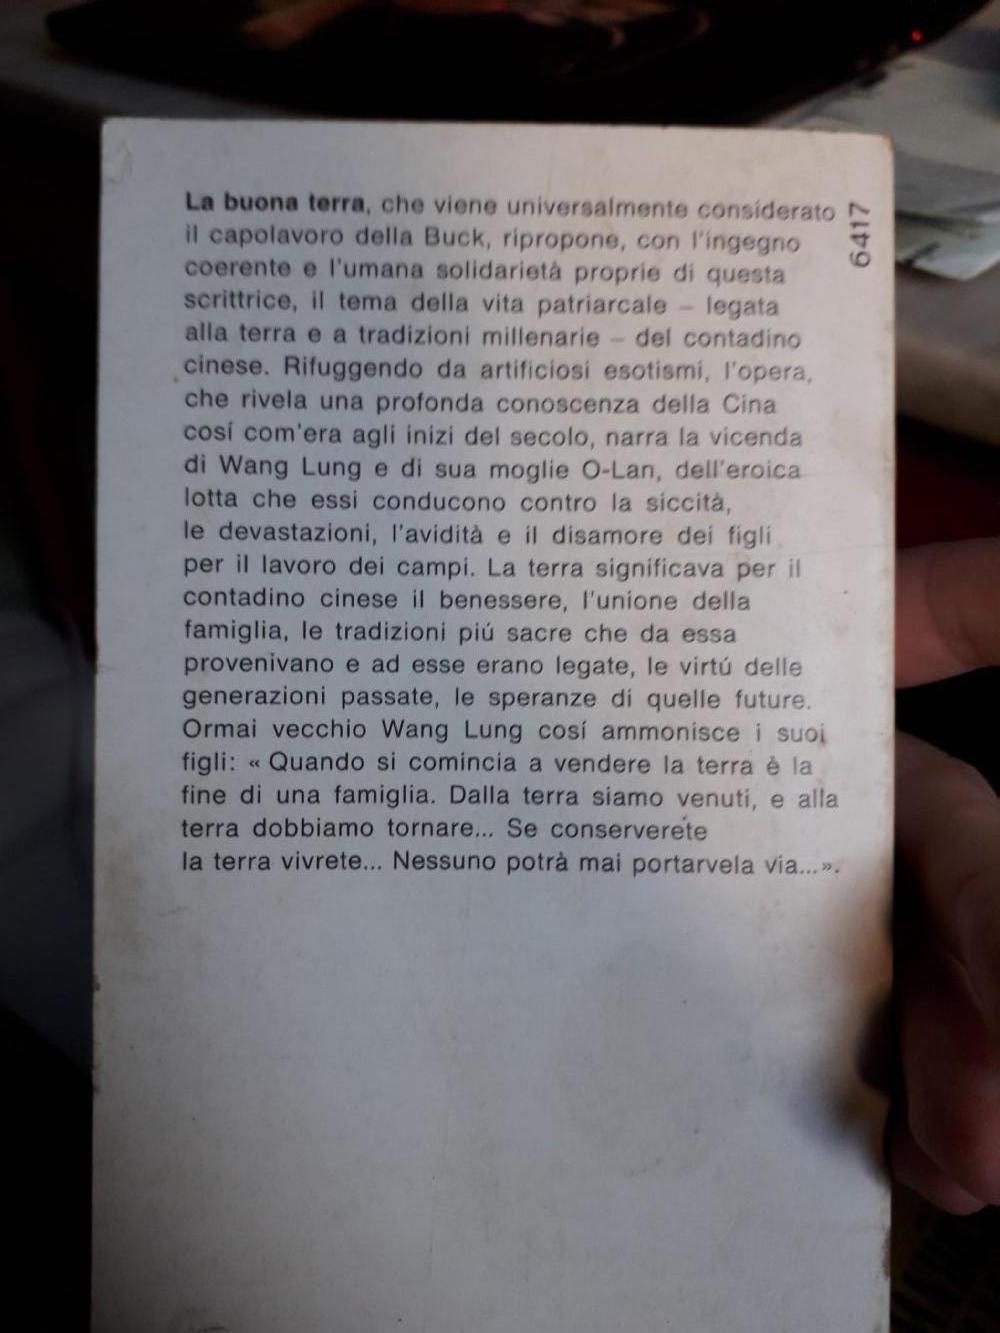 La buona terra, che viene universalmente considerato
il capolavoro della Buck, ripropone, con l'ingegno
coerente e l'umana solidarietà proprie di questa
scrittrice, il tema della vita patriarcale – legata
alla terra e a tradizioni millenarie – del contadino
cinese. Rifuggendo da artificiosi esotismi, l'opera,
che rivela una profonda conoscenza della Cina
cosí com'era agli inizi del secolo, narra la vicenda
di Wang Lung e di sua moglie O-Lan, dell'eroica
lotta che essi conducono contro la siccità,
le devastazioni, l'avidità e il disamore dei figli
per il lavoro dei campi. La terra significava per il
contadino cinese il benessere, l'unione della
famiglia, le tradizioni piú sacre che da essa
provenivano e ad esse erano legate, le virtú delle
generazioni passate, le speranze di quelle future.
Ormai vecchio Wang Lung cosí ammonisce i suoi
figli: « Quando si comincia a vendere la terra è la
fine di una famiglia. Dalla terra siamo venuti, e alla
terra dobbiamo tornare... Se conserverete
la terra vivrete... Nessuno potrà mai portarvela via...».
6417